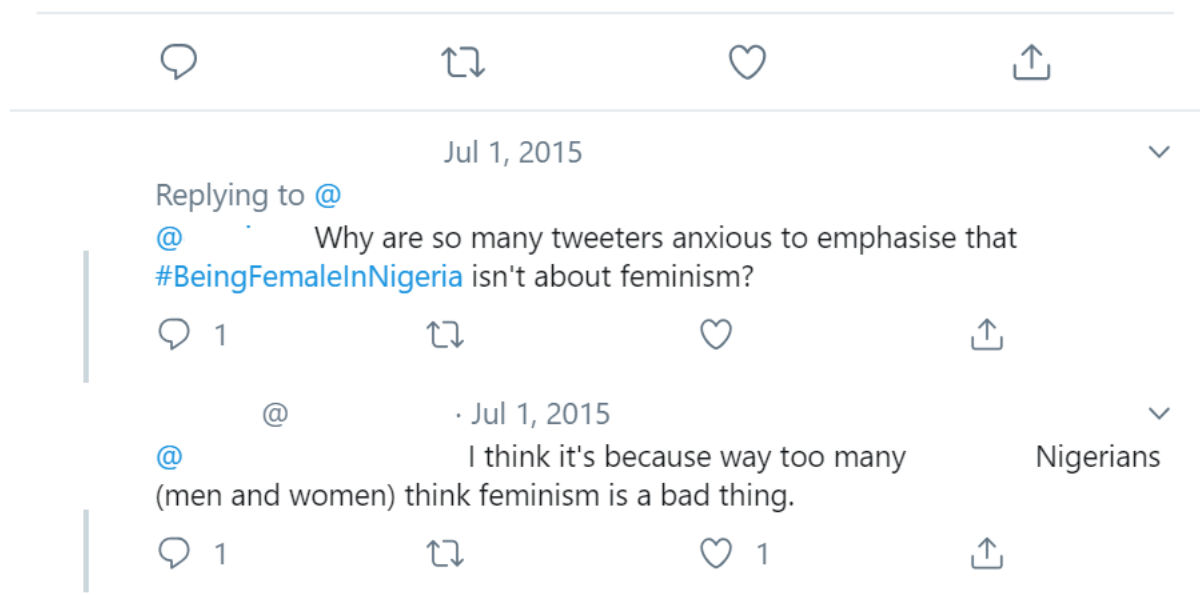 Jul 1, 2015
Replying to @
@ Why are so many tweeters anxious to emphasise that
#BeingFemaleInNigeria isn't about feminism?
1
@ · Jul 1, 2015
@ I think it's because way too many Nigerians
(men and women) think feminism is a bad thing.
1 1